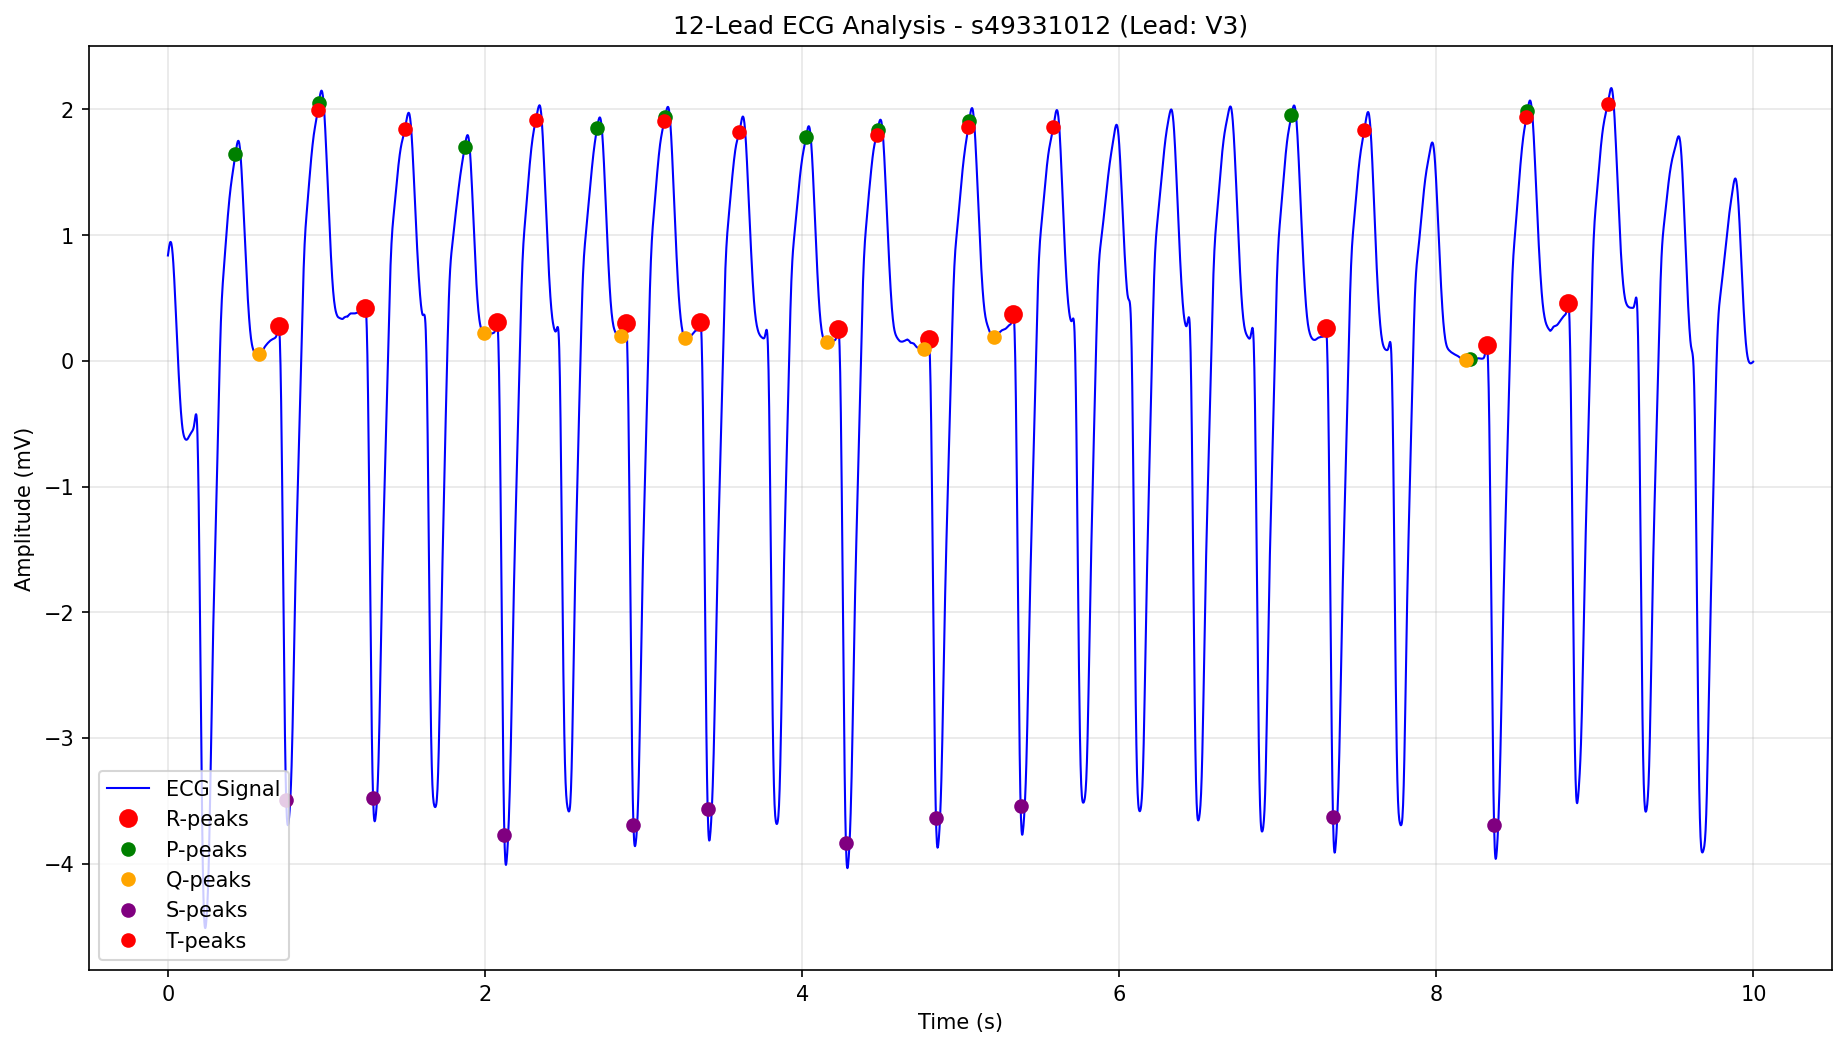 12-Lead ECG Analysis - s49331012 (Lead: V3)
Amplitude (mV)
2
1
0
−1
−2
−3
−4
ECG Signal
R-peaks
P-peaks
Q-peaks
S-peaks
T-peaks
0
2
4
6
8
10
Time (s)